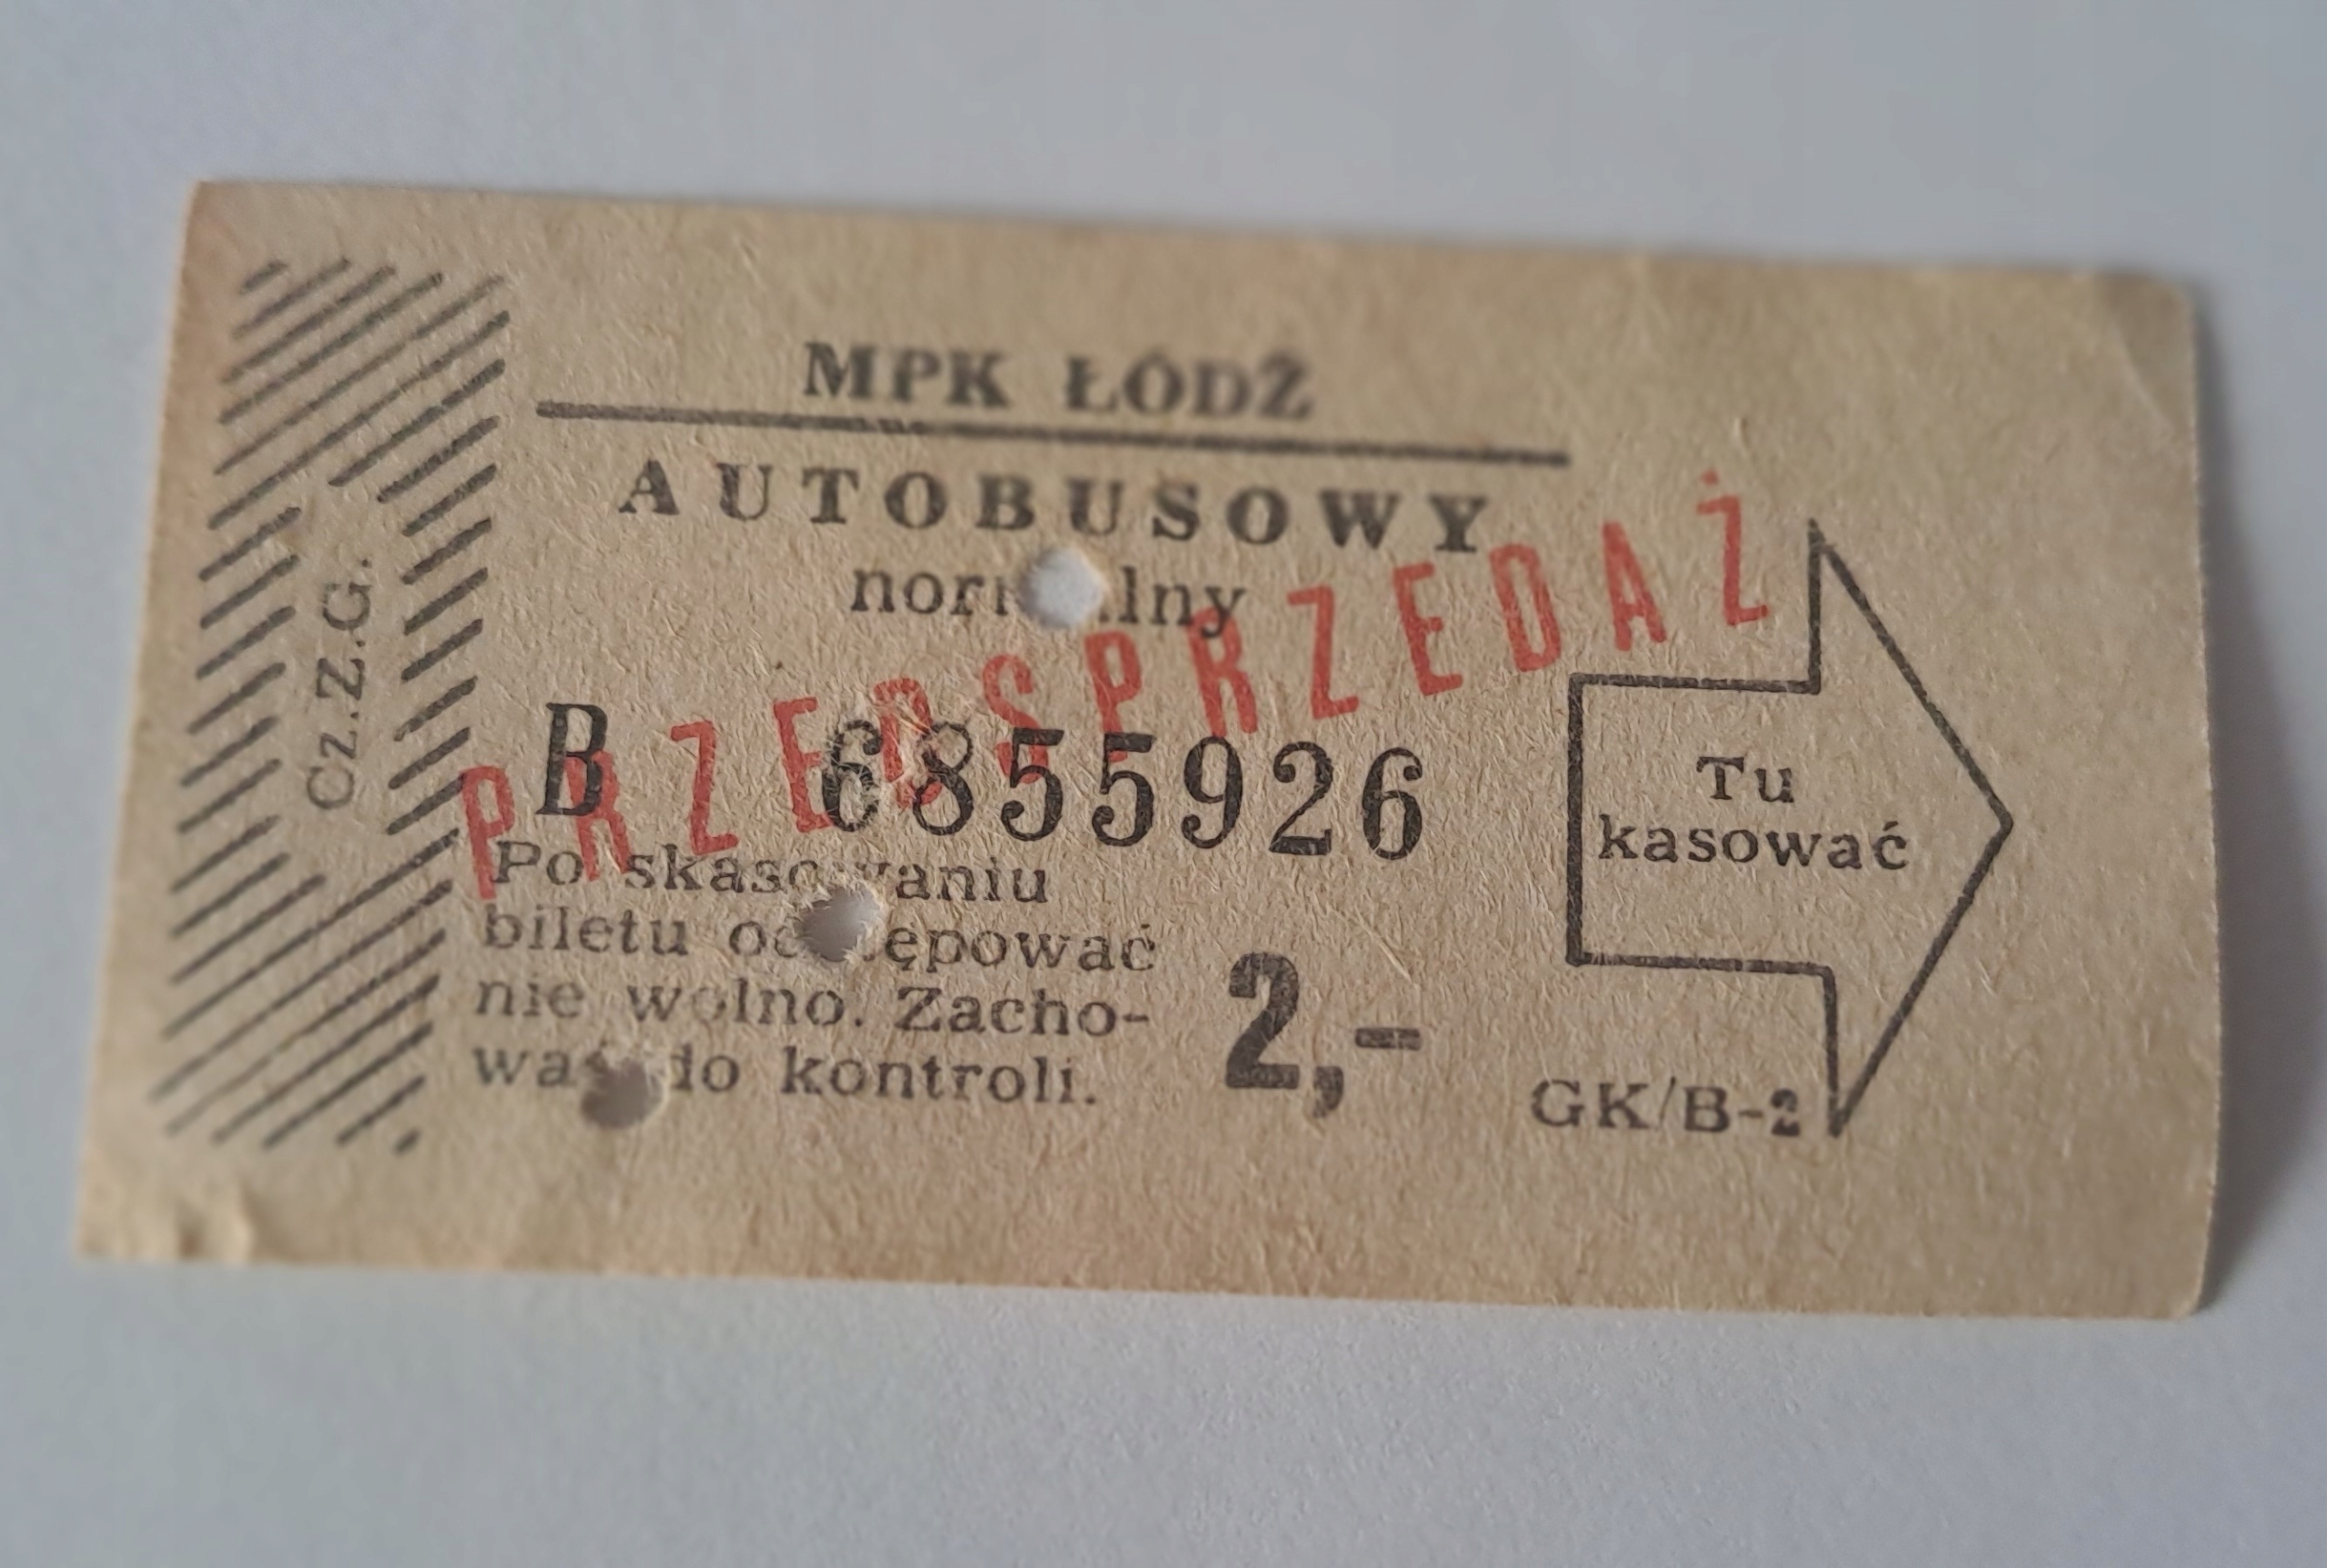 Cz.Z.G.
MPK ŁÓDŹ
AUTOBUSOWY
normalny
PRZEDSPRZEDAŻ
B 6855926
Po skasowaniu
biletu odstępować
nie wolno. Zacho-
wać do kontroli.
2,-
Tu
kasować
GK/B-2